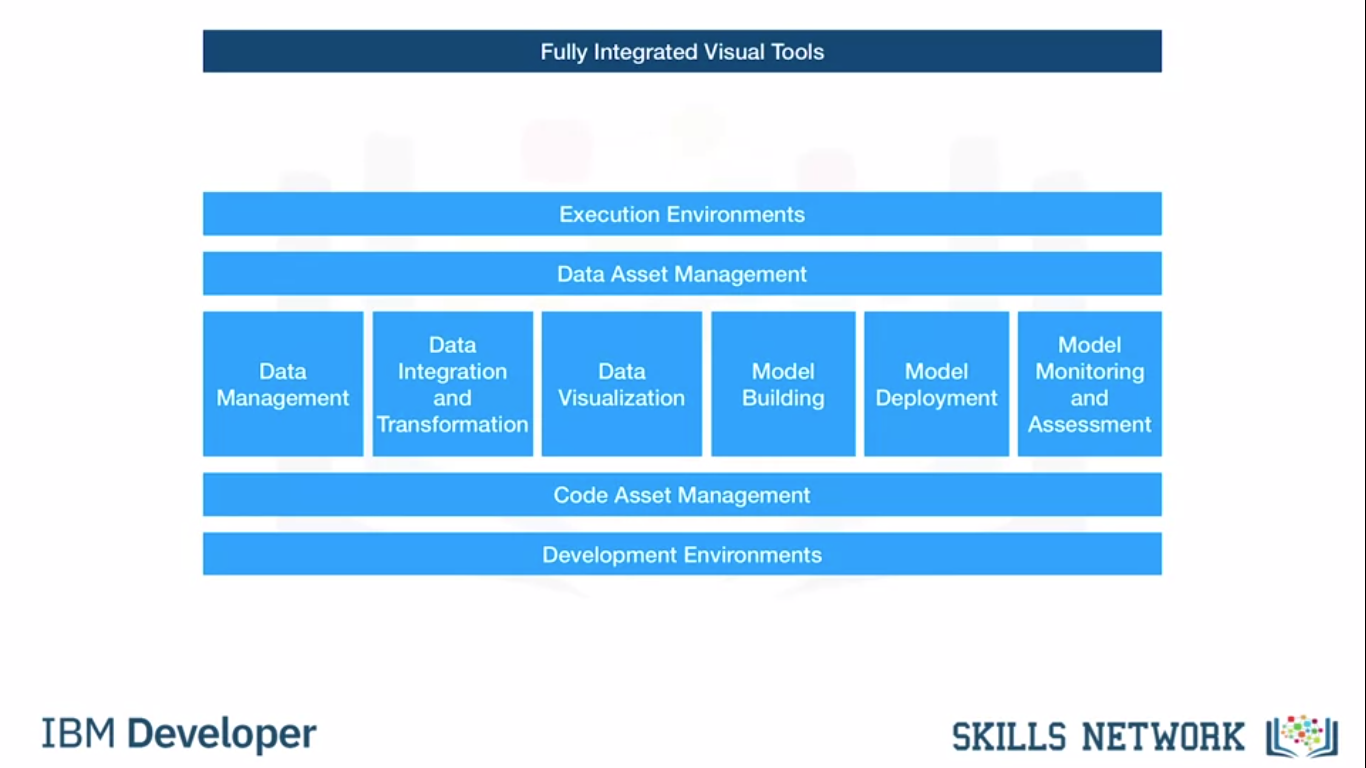 Fully Integrated Visual Tools
Execution Environments
Data Asset Management
Data
Management
Data
Integration
and
Transformation
Data
Visualization
Model
Building
Model
Deployment
Model
Monitoring
and
Assessment
Code Asset Management
Development Environments
IBM Developer
SKILLS NETWORK